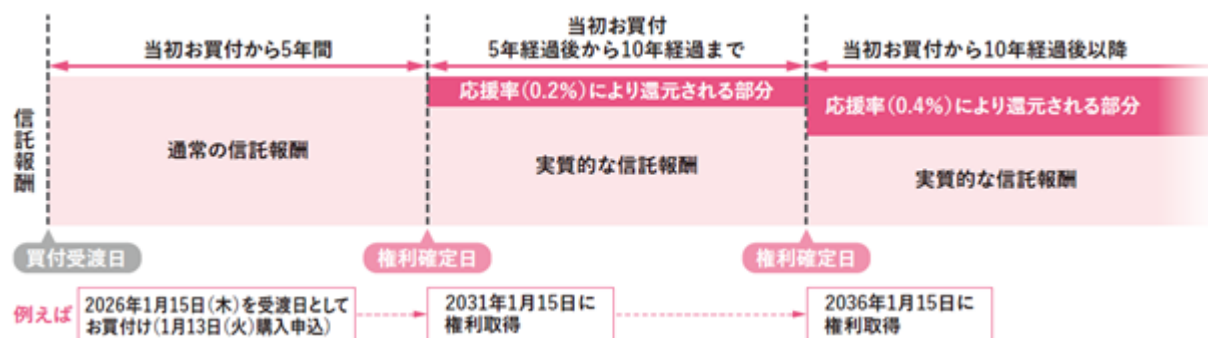 当初お買付から5年間
当初お買付
5年経過後から10年経過まで
当初お買付から10年経過後以降
信託報酬
通常の信託報酬
応援率(0.2%)により還元される部分
実質的な信託報酬
応援率(0.4%)により還元される部分
実質的な信託報酬
買付受渡日
権利確定日
権利確定日
例えば
2026年1月15日(木)を受渡日として
お買付け(1月13日(火)購入申込)
2031年1月15日に
権利取得
2036年1月15日に
権利取得